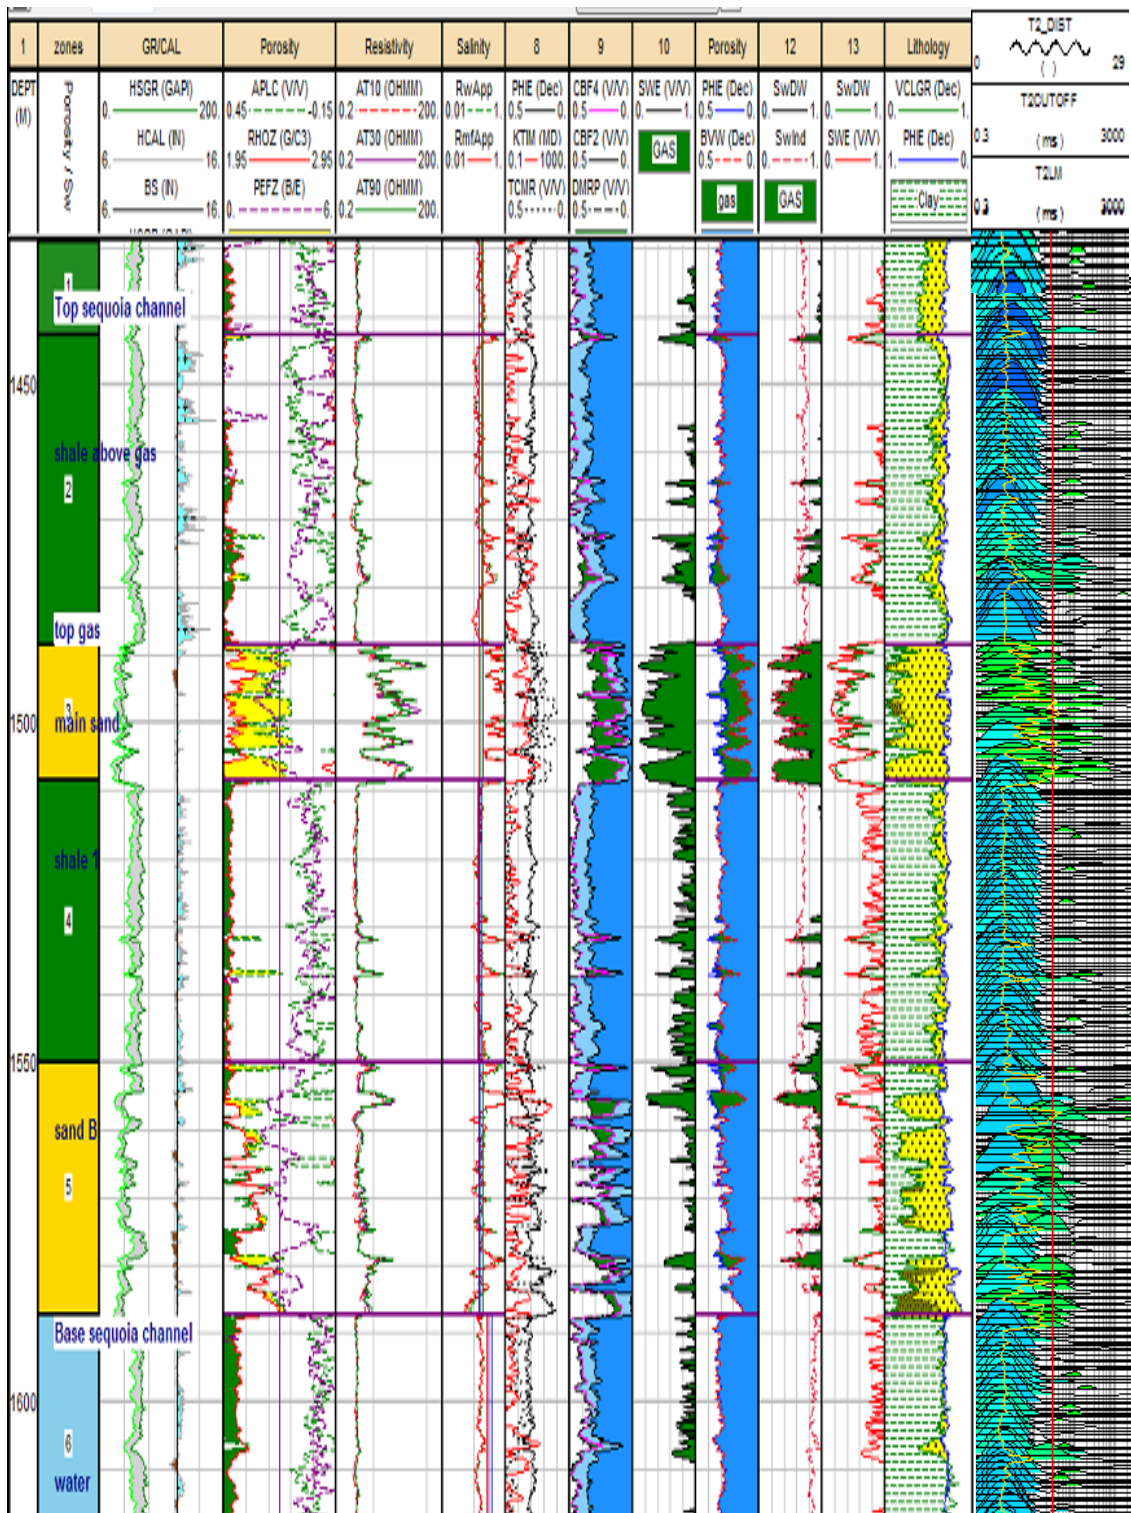 1 zones GR/CAL Porosity Resistivity Salinity 8 9 10 Porosity 12 13 Lithology
DEPT (M)
Porosity / Sw
HSGR (GAPI)
0. 200.
HCAL (IN)
6. 16.
BS (IN)
6. 16.
APLC (V/V)
0.45 -0.15
RHOZ (G/C3)
1.95 2.95
PEFZ (B/E)
0. 6.
AT10 (OHMM)
0.2 200.
AT30 (OHMM)
0.2 200.
AT90 (OHMM)
0.2 200.
RwApp
0.01 1.
RmfApp
0.01 1.
PHIE (Dec)
0.5 0.
KTIM (MD)
0.1 1000.
TCMR (V/V)
0.5 0.
CBF4 (V/V)
0.5 0.
CBF2 (V/V)
0.5 0.
DMRP (V/V)
0.5 0.
SWE (V/V)
0. 1.
GAS
PHIE (Dec)
0.5 0.
BVW (Dec)
0.5 0.
gas
SwDW
0. 1.
SwInd
0. 1.
GAS
SwDW
0. 1.
SWE (V/V)
1. 0.
VCLGR (Dec)
0. 1.
PHIE (Dec)
1. 0.
Clay
T2_DIST
0 ( ) 29
T2CUTOFF
0.3 (ms) 3000
T2LM
0.3 (ms) 3000
1
Top sequoia channel
1450
shale above gas
2
top gas
3
main sand
1500
shale 1
4
1550
sand B
5
Base sequoia channel
1600
6
water